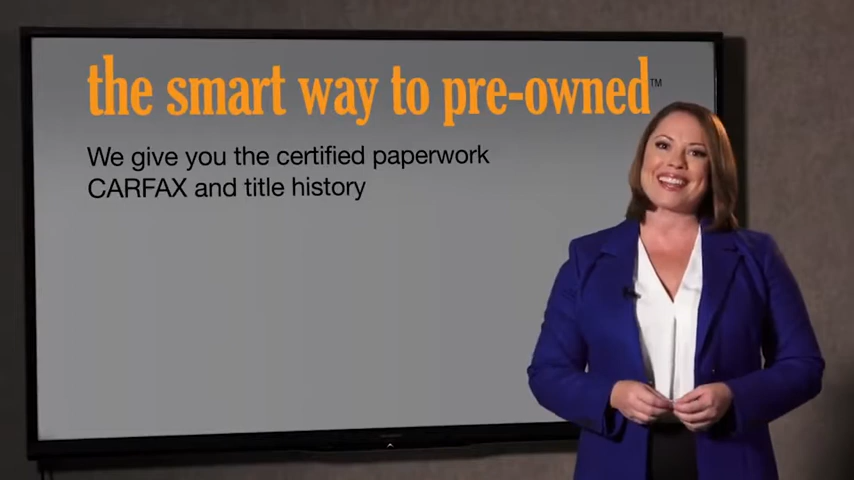 the smart way to pre-owned™
We give you the certified paperwork
CARFAX and title history